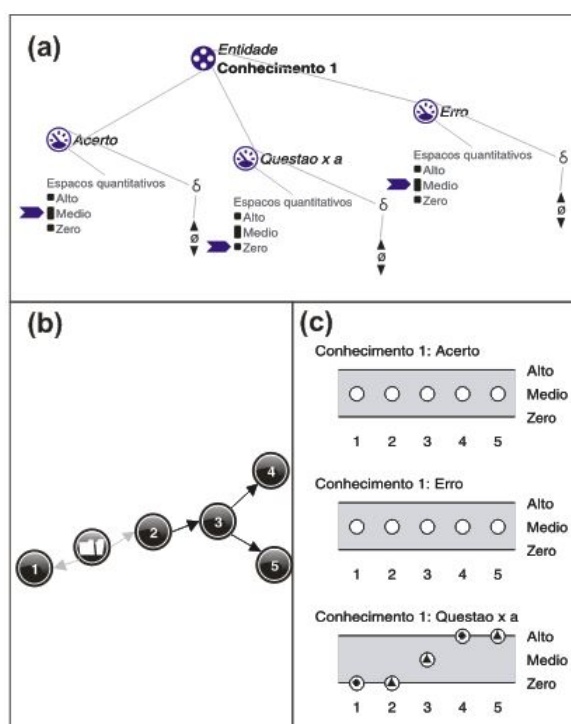 (a)
Entidade
Conhecimento 1
Acerto
Espacos quantitativos
Alto
Medio
Zero
δ
ø
Questao x a
Espacos quantitativos
Alto
Medio
Zero
δ
ø
Erro
Espacos quantitativos
Alto
Medio
Zero
δ
ø
(b)
1
2
3
4
5
(c)
Conhecimento 1: Acerto
Alto
Medio
Zero
1 2 3 4 5
Conhecimento 1: Erro
Alto
Medio
Zero
1 2 3 4 5
Conhecimento 1: Questao x a
Alto
Medio
Zero
1 2 3 4 5